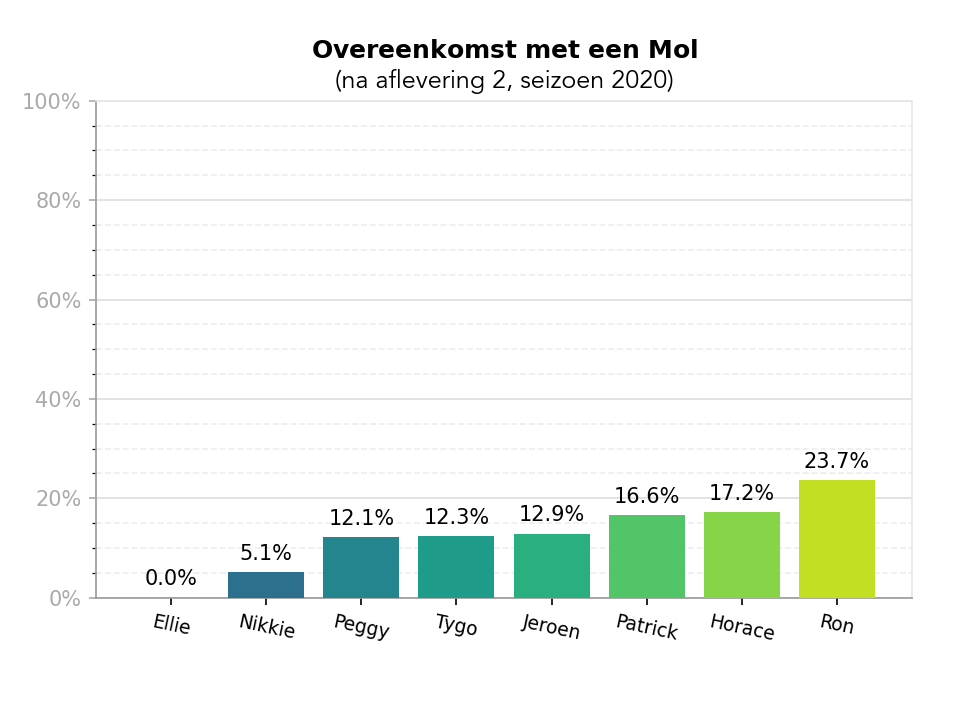 Overeenkomst met een Mol
(na aflevering 2, seizoen 2020)
100%
80%
60%
40%
20%
0%
0.0%
5.1%
12.1%
12.3%
12.9%
16.6%
17.2%
23.7%
Ellie
Nikkie
Peggy
Tygo
Jeroen
Patrick
Horace
Ron